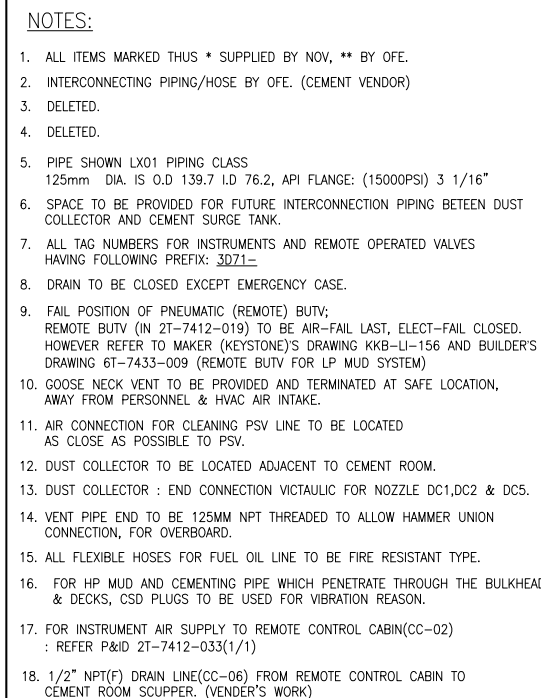 NOTES:
1. ALL ITEMS MARKED THUS * SUPPLIED BY NOV, ** BY OFE.
2. INTERCONNECTING PIPING/HOSE BY OFE. (CEMENT VENDOR)
3. DELETED.
4. DELETED.
5. PIPE SHOWN LX01 PIPING CLASS
125mm DIA. IS O.D 139.7 I.D 76.2, API FLANGE: (15000PSI) 3 1/16"
6. SPACE TO BE PROVIDED FOR FUTURE INTERCONNECTION PIPING BETEEN DUST
COLLECTOR AND CEMENT SURGE TANK.
7. ALL TAG NUMBERS FOR INSTRUMENTS AND REMOTE OPERATED VALVES
HAVING FOLLOWING PREFIX: 3D71-
8. DRAIN TO BE CLOSED EXCEPT EMERGENCY CASE.
9. FAIL POSITION OF PNEUMATIC (REMOTE) BUTV;
REMOTE BUTV (IN 2T-7412-019) TO BE AIR-FAIL LAST, ELECT-FAIL CLOSED.
HOWEVER REFER TO MAKER (KEYSTONE)'S DRAWING KKB-LI-156 AND BUILDER'S
DRAWING 6T-7433-009 (REMOTE BUTV FOR LP MUD SYSTEM)
10. GOOSE NECK VENT TO BE PROVIDED AND TERMINATED AT SAFE LOCATION,
AWAY FROM PERSONNEL & HVAC AIR INTAKE.
11. AIR CONNECTION FOR CLEANING PSV LINE TO BE LOCATED
AS CLOSE AS POSSIBLE TO PSV.
12. DUST COLLECTOR TO BE LOCATED ADJACENT TO CEMENT ROOM.
13. DUST COLLECTOR : END CONNECTION VICTAULIC FOR NOZZLE DC1,DC2 & DC5.
14. VENT PIPE END TO BE 125MM NPT THREADED TO ALLOW HAMMER UNION
CONNECTION, FOR OVERBOARD.
15. ALL FLEXIBLE HOSES FOR FUEL OIL LINE TO BE FIRE RESISTANT TYPE.
16. FOR HP MUD AND CEMENTING PIPE WHICH PENETRATE THROUGH THE BULKHEAD
& DECKS, CSD PLUGS TO BE USED FOR VIBRATION REASON.
17. FOR INSTRUMENT AIR SUPPLY TO REMOTE CONTROL CABIN(CC-02)
: REFER P&ID 2T-7412-033(1/1)
18. 1/2" NPT(F) DRAIN LINE(CC-06) FROM REMOTE CONTROL CABIN TO
CEMENT ROOM SCUPPER. (VENDER'S WORK)